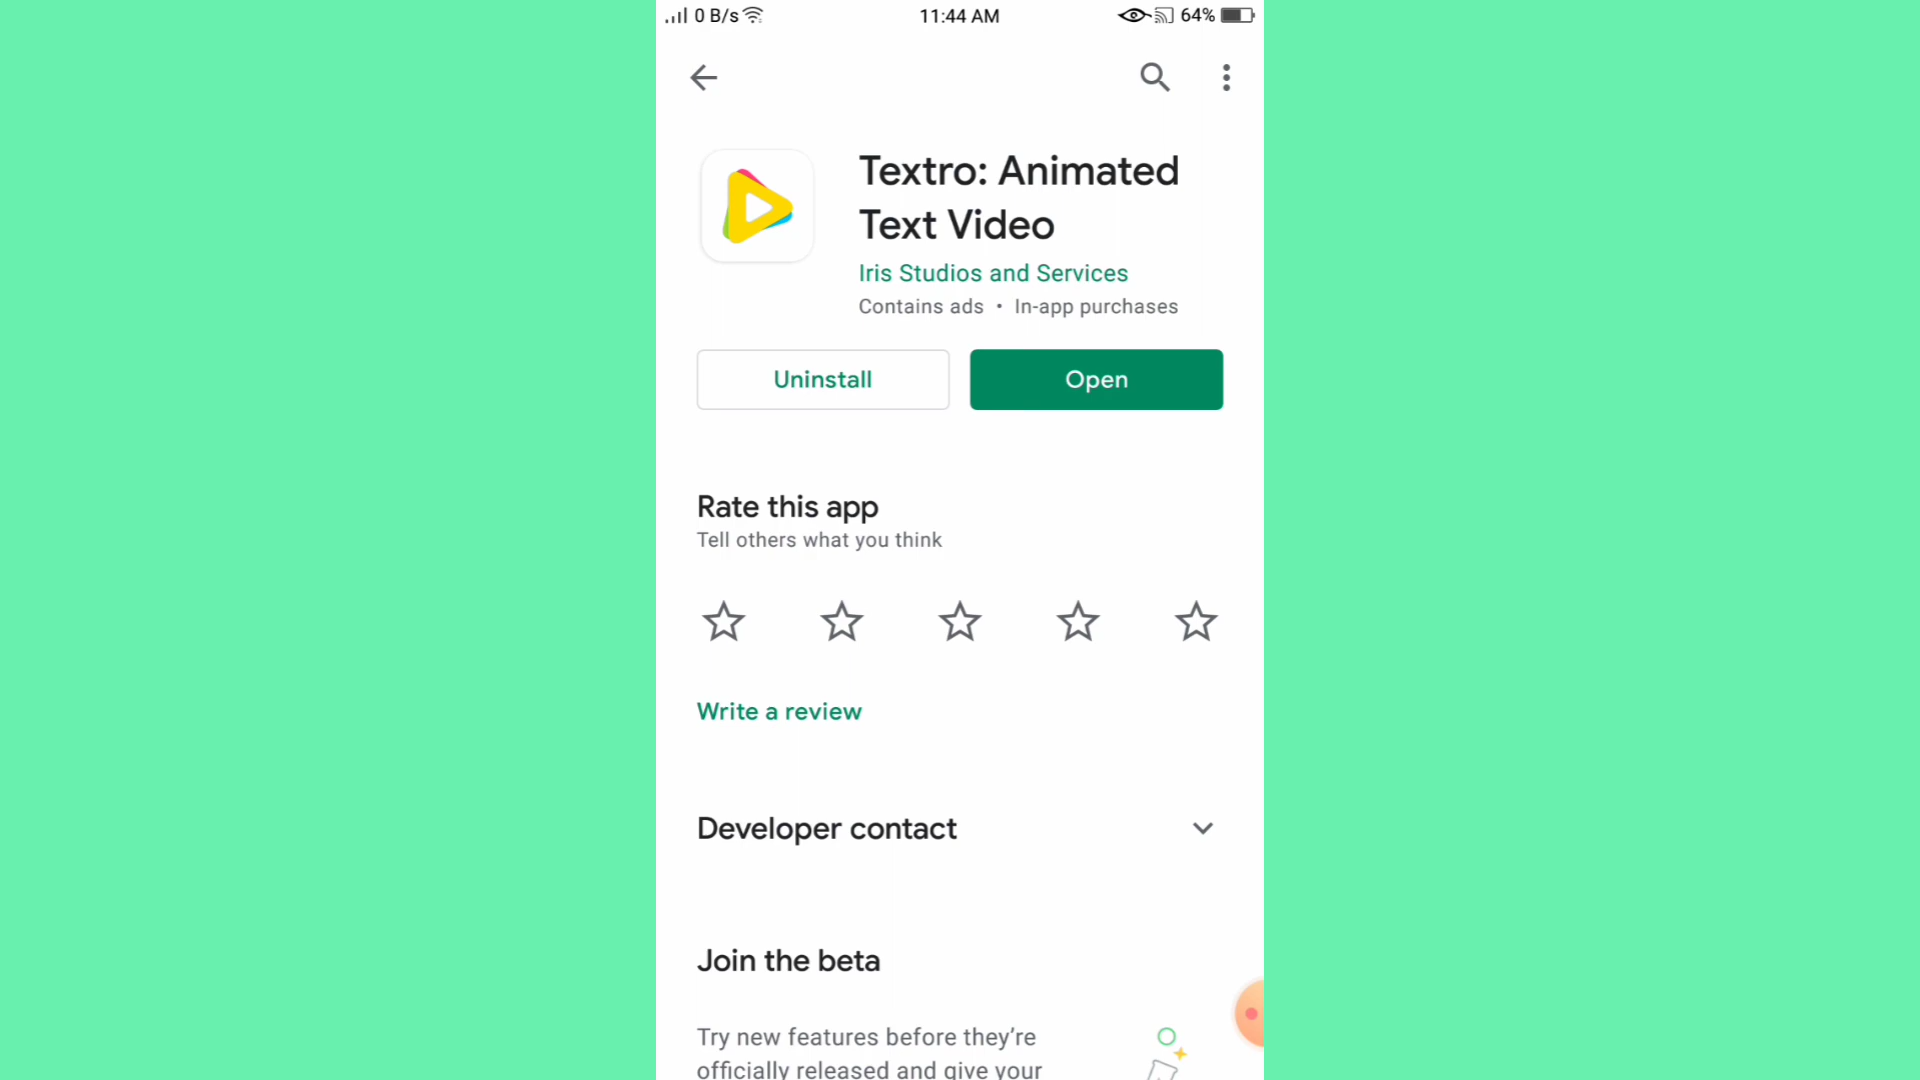 0 B/s 11:44 AM 64%
Textro: Animated
Text Video
Iris Studios and Services
Contains ads • In-app purchases
Uninstall Open
Rate this app
Tell others what you think
Write a review
Developer contact
Join the beta
Try new features before they’re
officially released and give your